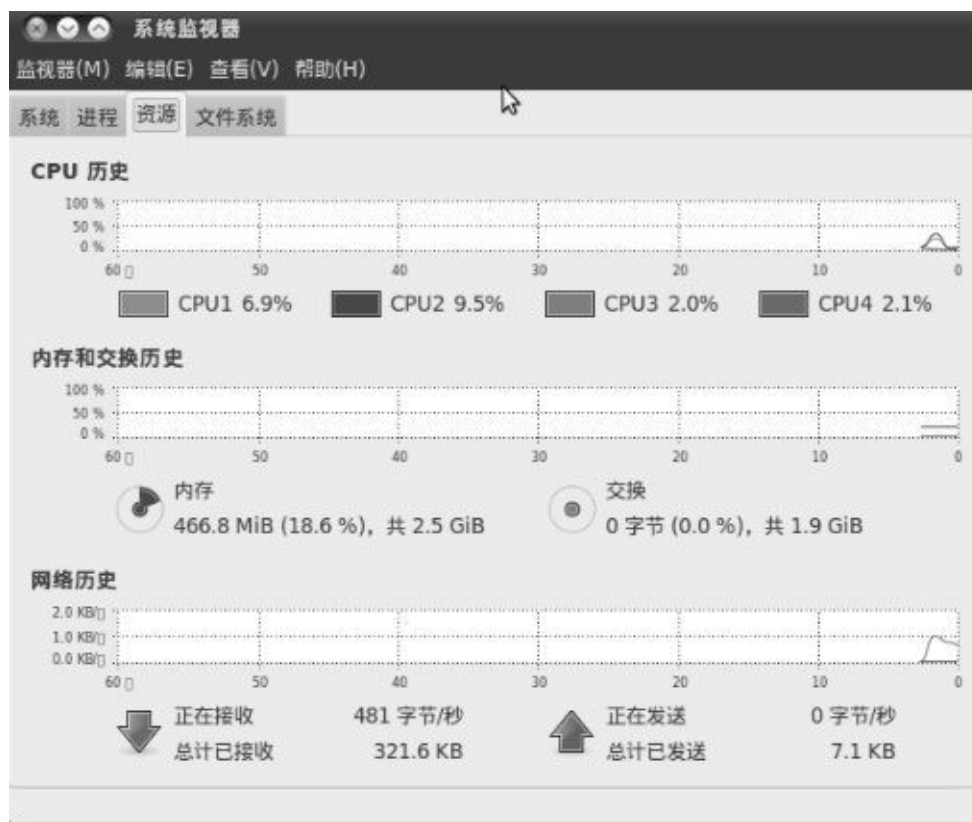 系统监视器
监视器(M) 编辑(E) 查看(V) 帮助(H)
系统 进程 资源 文件系统
CPU 历史
100 %
50 %
0 %
60 50 40 30 20 10 0
CPU1 6.9% CPU2 9.5% CPU3 2.0% CPU4 2.1%
内存和交换历史
100 %
50 %
0 %
60 50 40 30 20 10 0
内存 交换
466.8 MiB (18.6 %)，共 2.5 GiB 0 字节 (0.0 %)，共 1.9 GiB
网络历史
2.0 KB/
1.0 KB/
0.0 KB/
60 50 40 30 20 10 0
正在接收 481 字节/秒 正在发送 0 字节/秒
总计已接收 321.6 KB 总计已发送 7.1 KB